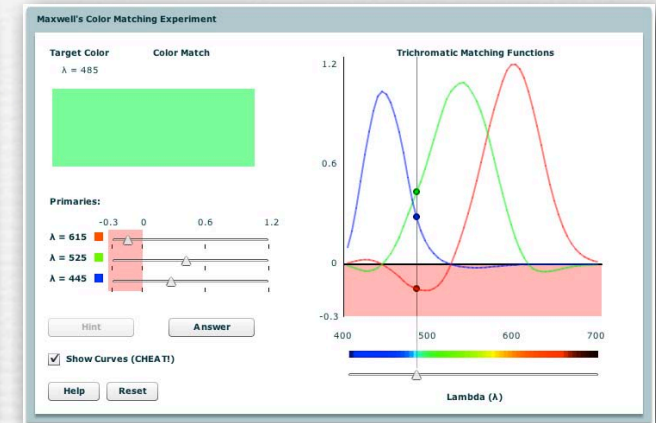 Maxwell's Color Matching Experiment
Target Color Color Match
λ = 485
Primaries:
-0.3 0 0.6 1.2
λ = 615
λ = 525
λ = 445
Hint Answer
Show Curves (CHEAT!)
Help Reset
Trichromatic Matching Functions
1.2
0.6
0
-0.3
400 500 600 700
Lambda (λ)